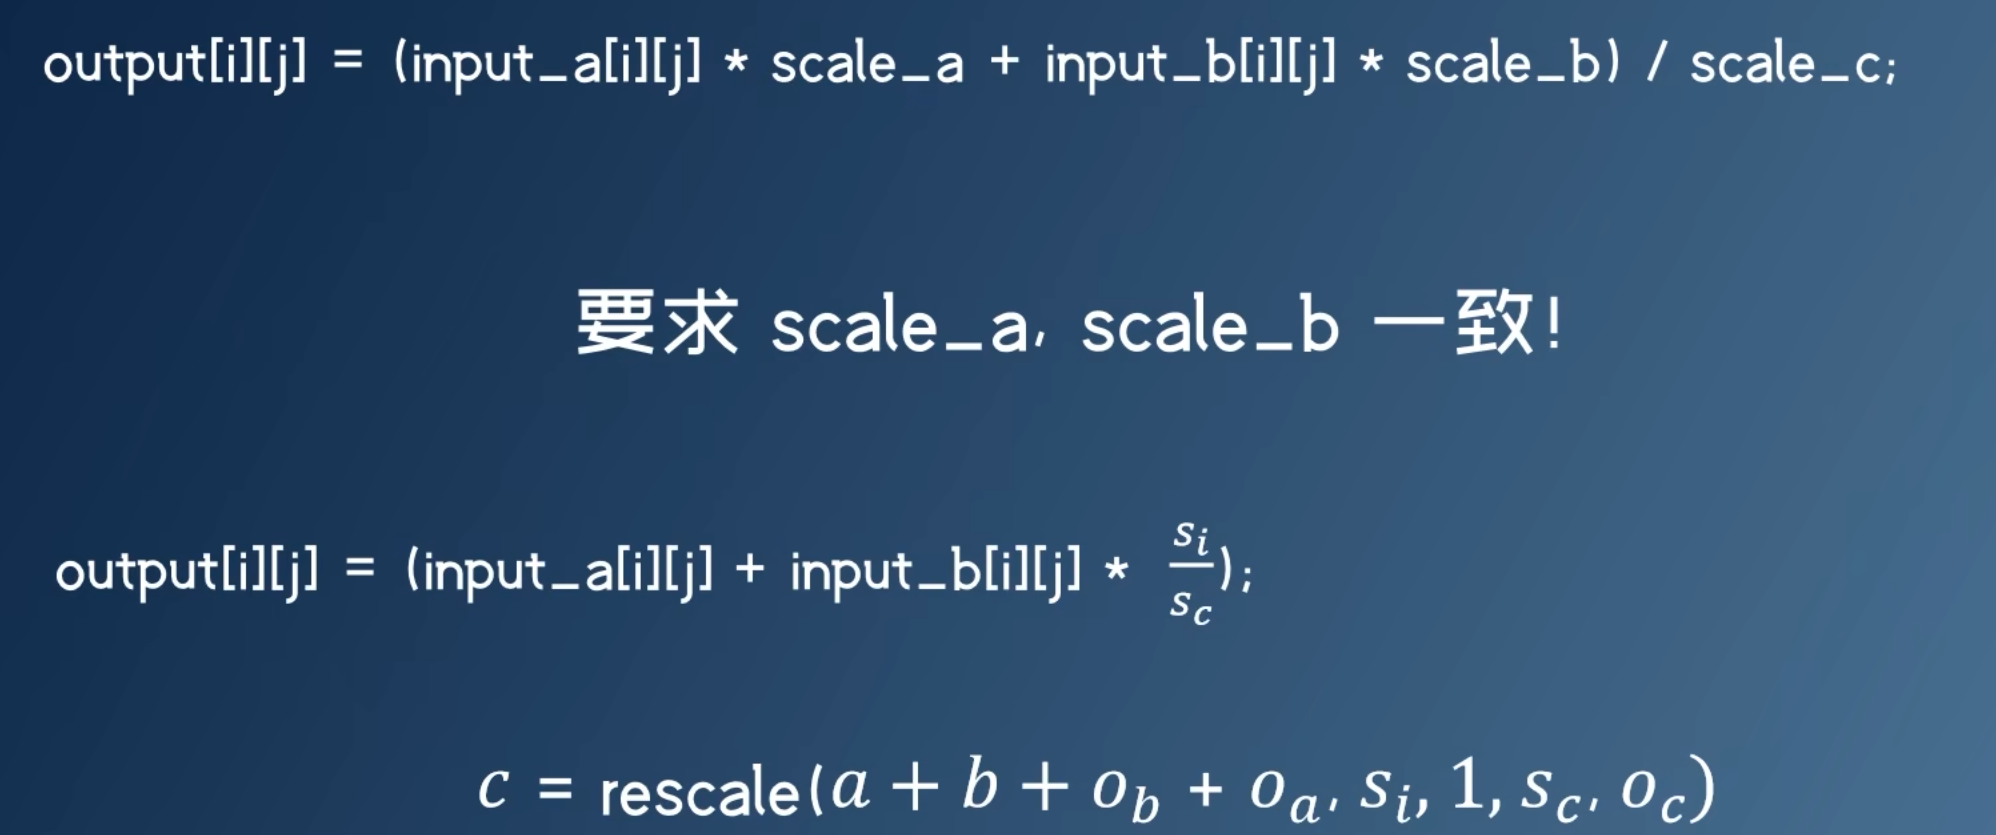 output[i][j] = (input_a[i][j] * scale_a + input_b[i][j] * scale_b) / scale_c;
要求 scale_a, scale_b 一致!
output[i][j] = (input_a[i][j] + input_b[i][j] * \frac{s_i}{s_c});
c = rescale(a + b + o_b + o_a, s_i, 1, s_c, o_c)